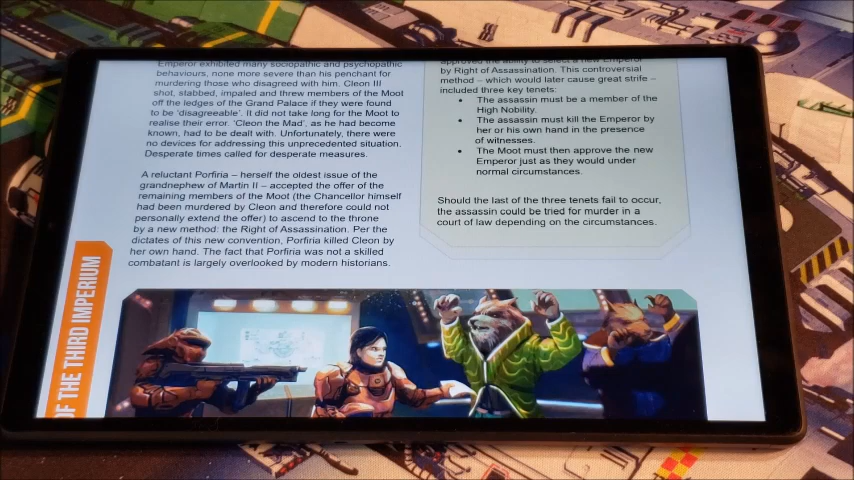 Emperor exhibited many sociopathic and psychopathic
behaviours, none more severe than his penchant for
murdering those who disagreed with him. Cleon III
shot, stabbed, impaled and threw members of the Moot
off the ledges of the Grand Palace if they were found
to be ‘disagreeable’. It did not take long for the Moot to
realise their error. ‘Cleon the Mad’, as he had become
known, had to be dealt with. Unfortunately, there were
no devices for addressing this unprecedented situation.
Desperate times called for desperate measures.
A reluctant Porfiria – herself the oldest issue of the
grandnephew of Martin II – accepted the offer of the
remaining members of the Moot (the Chancellor himself
had been murdered by Cleon and therefore could not
personally extend the offer) to ascend to the throne
by a new method: the Right of Assassination. Per the
dictates of this new convention, Porfiria killed Cleon by
her own hand. The fact that Porfiria was not a skilled
combatant is largely overlooked by modern historians.
approved the ability to select a new Emperor
by Right of Assassination. This controversial
method – which would later cause great strife –
included three key tenets:
• The assassin must be a member of the
High Nobility.
• The assassin must kill the Emperor by
her or his own hand in the presence
of witnesses.
• The Moot must then approve the new
Emperor just as they would under
normal circumstances.
Should the last of the three tenets fail to occur,
the assassin could be tried for murder in a
court of law depending on the circumstances.
OF THE THIRD IMPERIUM